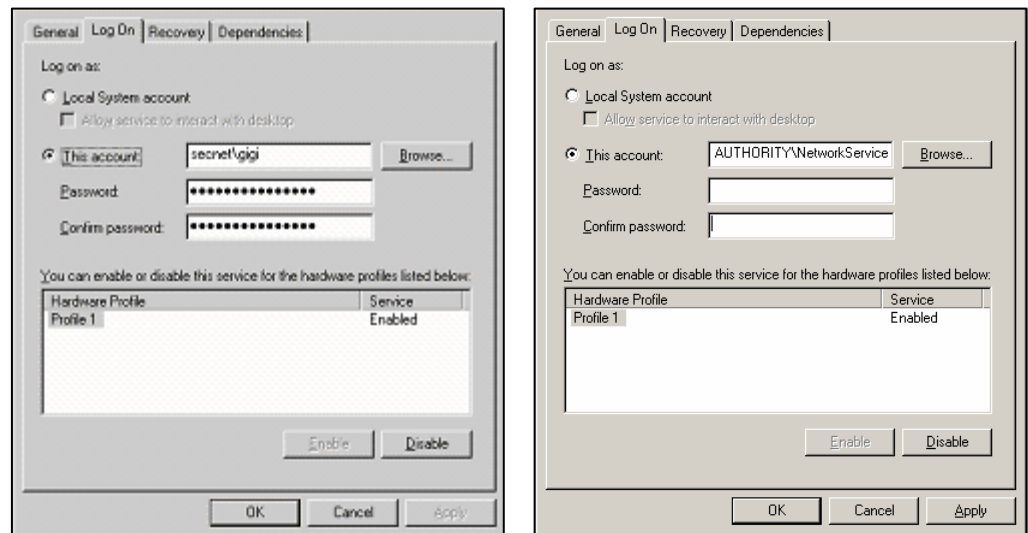 General Log On Recovery Dependencies
Log on as:
Local System account
Allow service to interact with desktop
This account: secnet\gigi Browse...
Password: •••••••••••••••
Confirm password: •••••••••••••••
You can enable or disable this service for the hardware profiles listed below:
Hardware Profile Service
Profile 1 Enabled
Enable Disable
OK Cancel Apply
General Log On Recovery Dependencies
Log on as:
Local System account
Allow service to interact with desktop
This account: AUTHORITY\NetworkService Browse...
Password:
Confirm password:
You can enable or disable this service for the hardware profiles listed below:
Hardware Profile Service
Profile 1 Enabled
Enable Disable
OK Cancel Apply